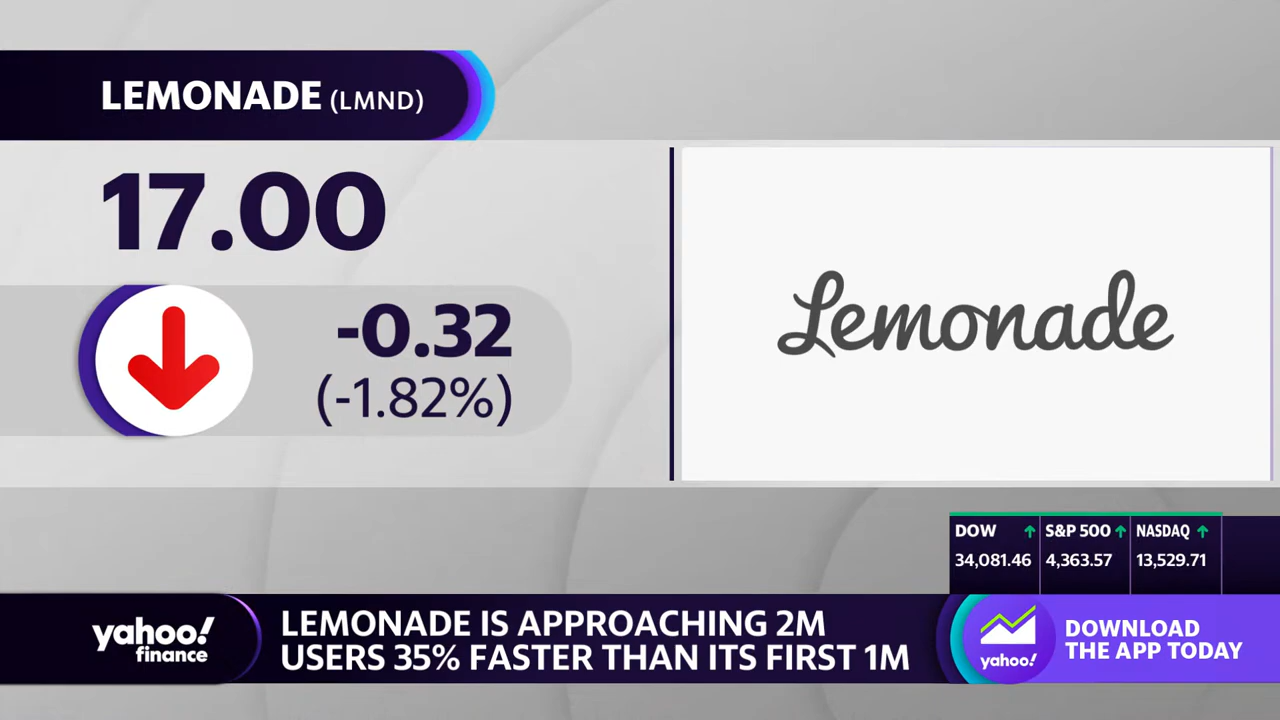 LEMONADE (LMND)
17.00
-0.32
(-1.82%)
Lemonade
DOW
34,081.46
S&P 500
4,363.57
NASDAQ
13,529.71
yahoo!
finance
LEMONADE IS APPROACHING 2M
USERS 35% FASTER THAN ITS FIRST 1M
yahoo!
DOWNLOAD
THE APP TODAY